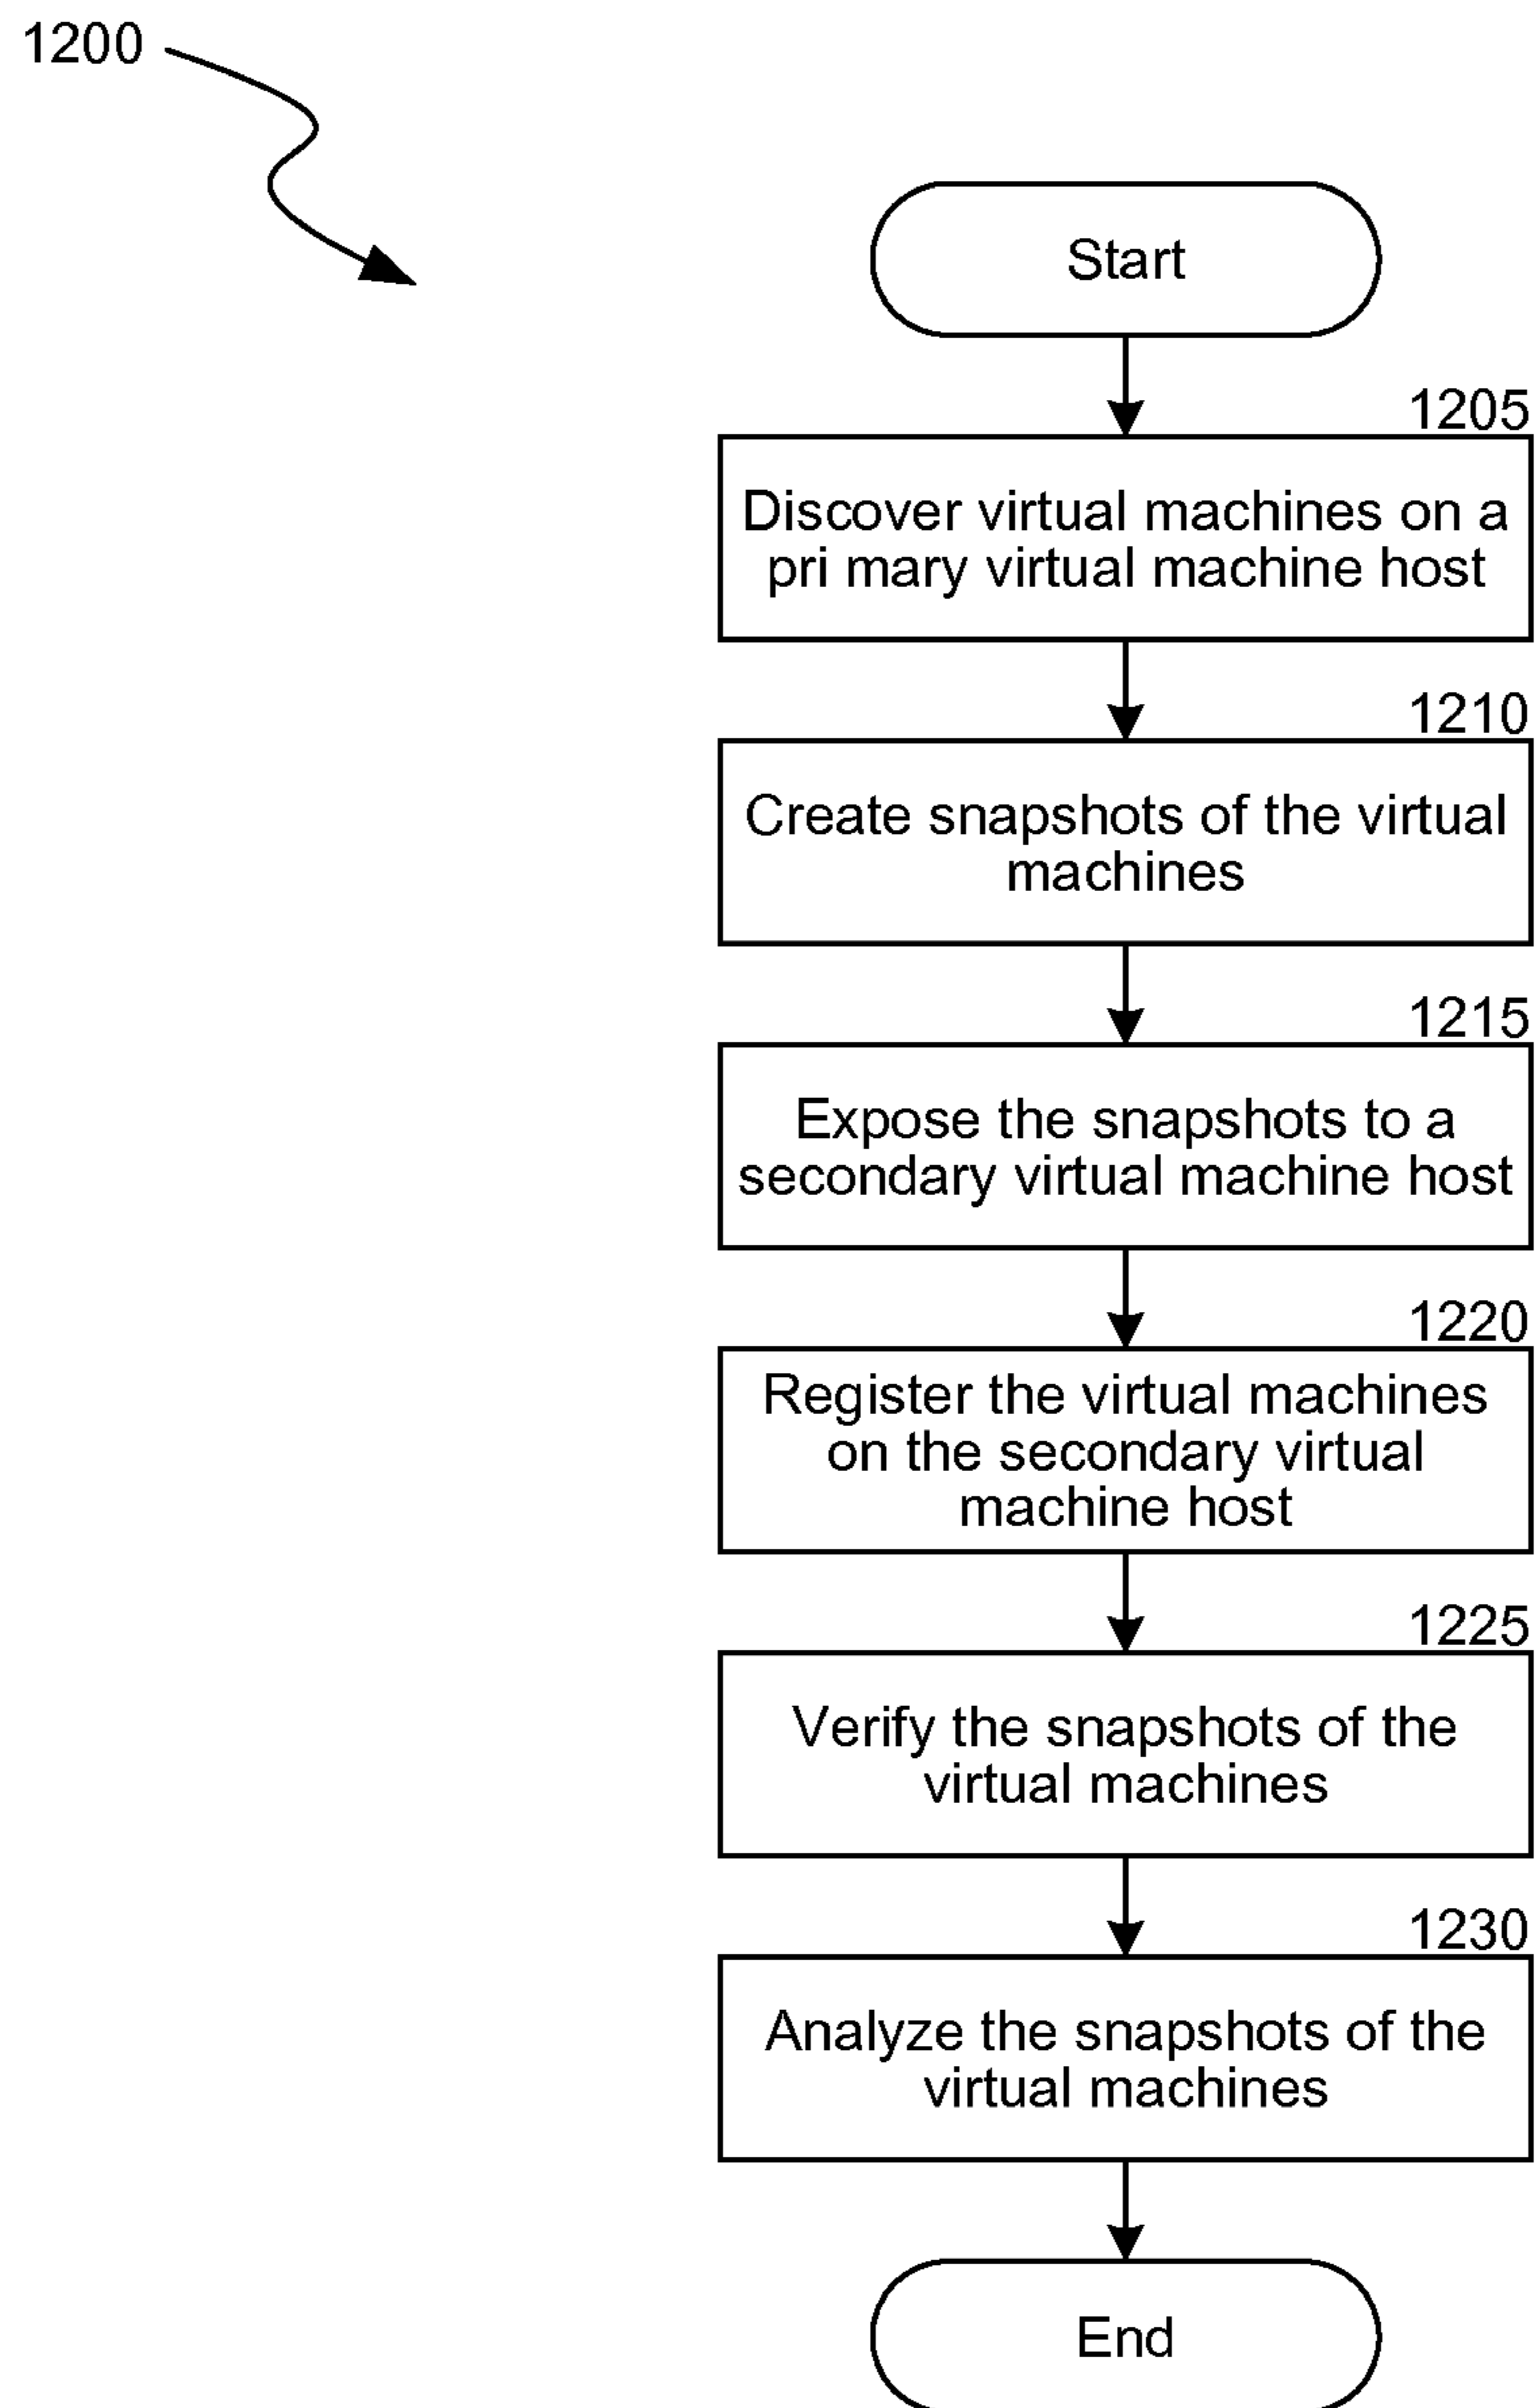 1200
Start
1205
Discover virtual machines on a
pri mary virtual machine host
1210
Create snapshots of the virtual
machines
1215
Expose the snapshots to a
secondary virtual machine host
1220
Register the virtual machines
on the secondary virtual
machine host
1225
Verify the snapshots of the
virtual machines
1230
Analyze the snapshots of the
virtual machines
End